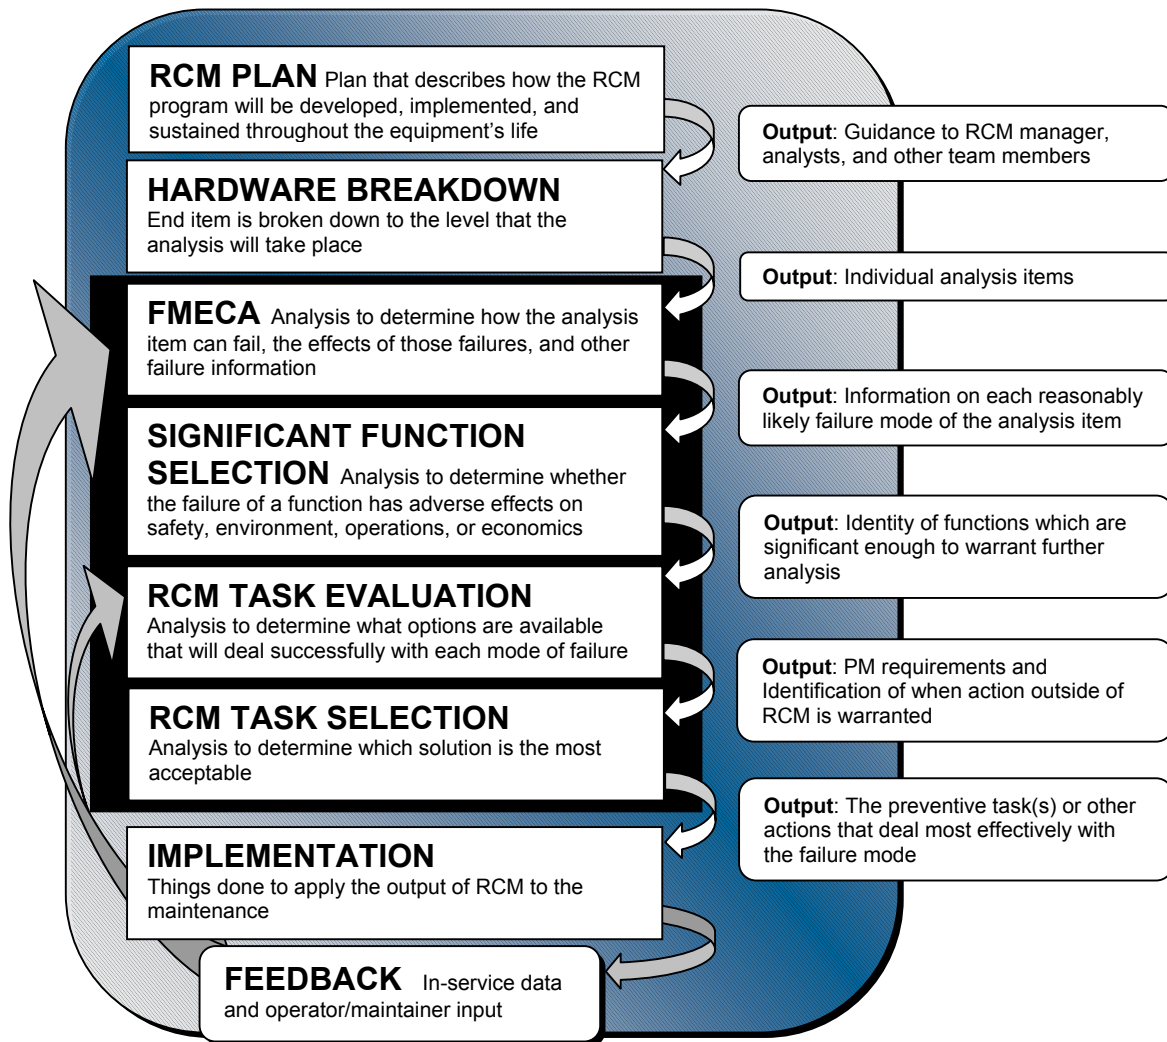 RCM PLAN Plan that describes how the RCM
program will be developed, implemented, and
sustained throughout the equipment's life
Output: Guidance to RCM manager,
analysts, and other team members
HARDWARE BREAKDOWN
End item is broken down to the level that the
analysis will take place
Output: Individual analysis items
FMECA Analysis to determine how the analysis
item can fail, the effects of those failures, and other
failure information
Output: Information on each reasonably
likely failure mode of the analysis item
SIGNIFICANT FUNCTION
SELECTION Analysis to determine whether
the failure of a function has adverse effects on
safety, environment, operations, or economics
Output: Identity of functions which are
significant enough to warrant further
analysis
RCM TASK EVALUATION
Analysis to determine what options are available
that will deal successfully with each mode of failure
Output: PM requirements and
Identification of when action outside of
RCM is warranted
RCM TASK SELECTION
Analysis to determine which solution is the most
acceptable
Output: The preventive task(s) or other
actions that deal most effectively with
the failure mode
IMPLEMENTATION
Things done to apply the output of RCM to the
maintenance
FEEDBACK In-service data
and operator/maintainer input